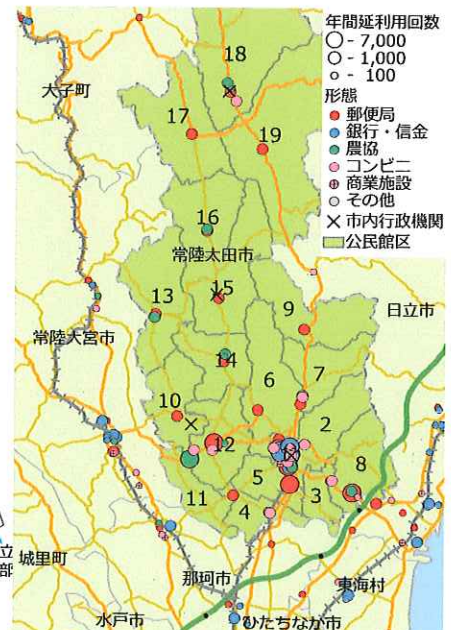 年間延利用回数
- 7,000
- 1,000
- 100
形態
郵便局
銀行・信金
農協
コンビニ
商業施設
その他
市内行政機関
公民館区
大子町
18
17
19
16
常陸太田市
15
13
9
日立市
常陸大宮市
14
7
6
10
2
12
1
8
5
3
11
4
立
部
城里町
那珂市
東海村
水戸市
ひたちなか市